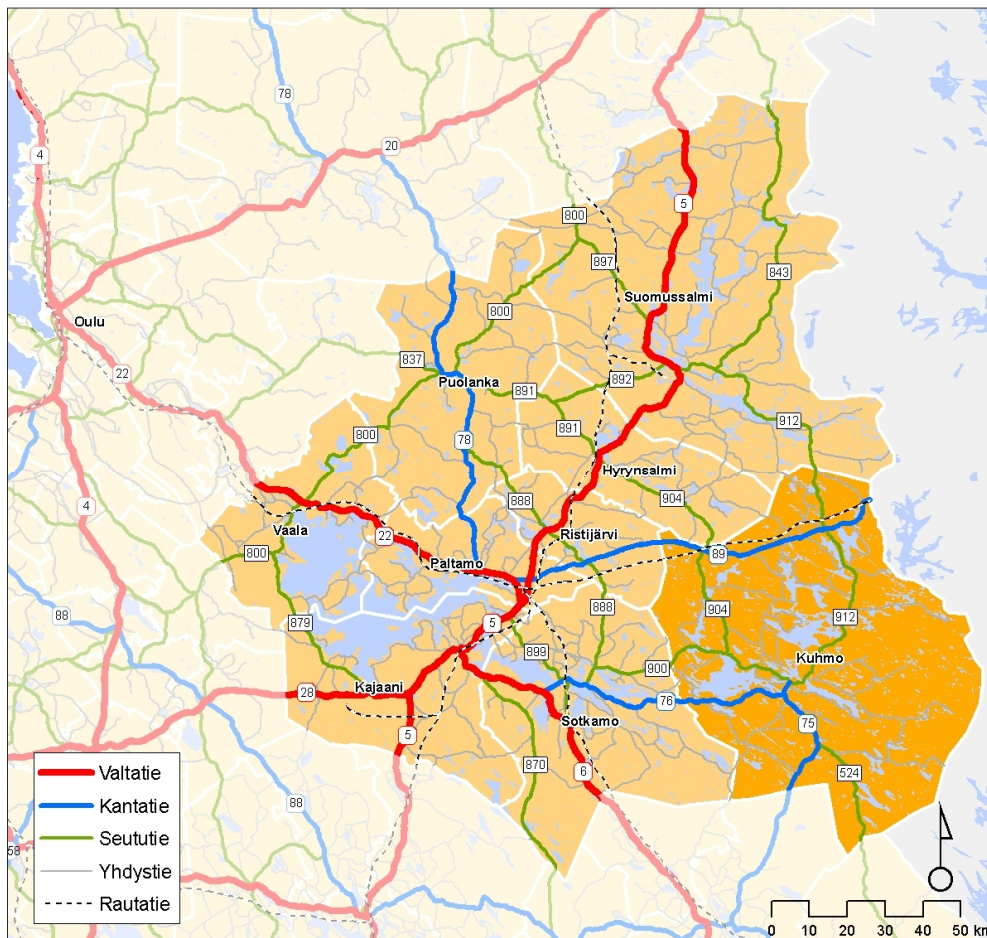 78
4
20
5
800
897
843
Suomussalmi
800
Oulu
837
22
Puolanka
892
891
912
800
78
891
Hyrynsalmi
888
904
4
Vaala
22
Ristijärvi
89
800
Paltamo
888
904
912
88
879
5
899
900
Kuhmo
Kajaani
28
76
Sotkamo
75
5
870
6
524
88
58
Valtatie
Kantatie
Seututie
Yhdystie
Rautatie
0 10 20 30 40 50 km